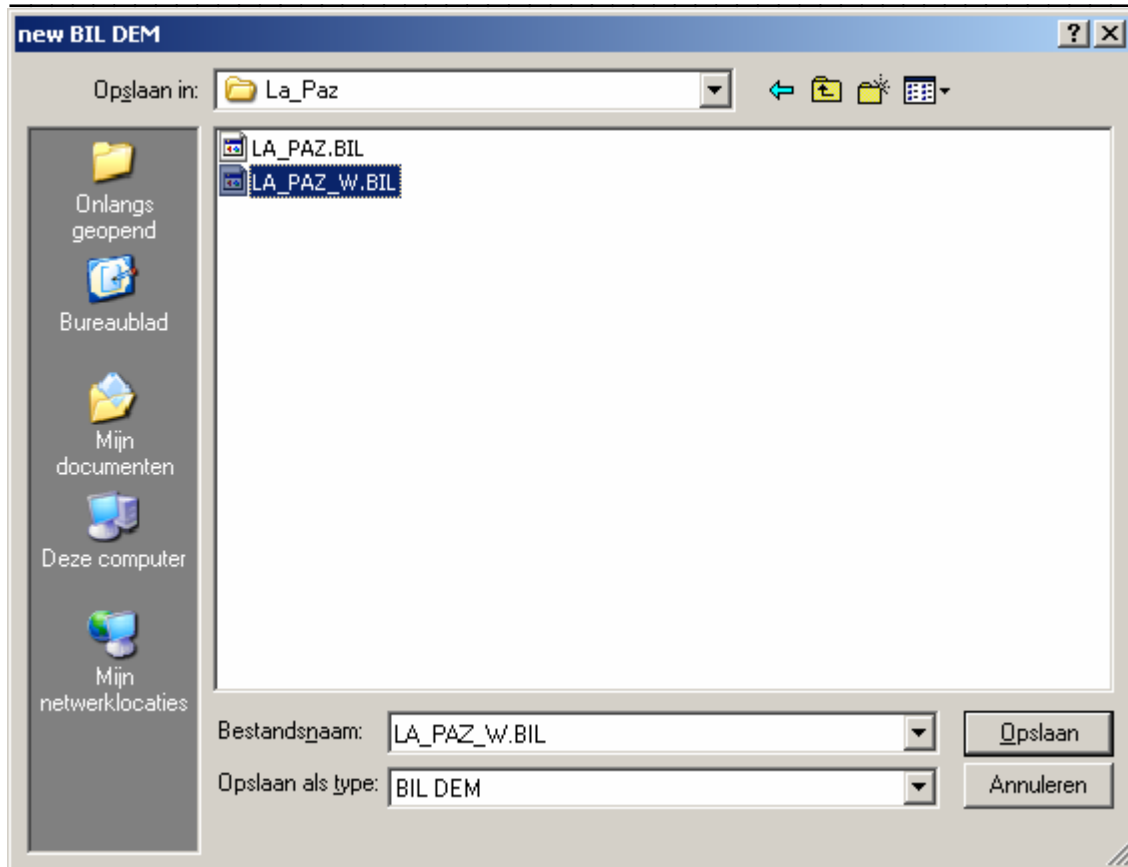 new BIL DEM
Opslaan in:
La_Paz
LA_PAZ.BIL
LA_PAZ_W.BIL
Onlangs
geopend
Bureaublad
Mijn
documenten
Deze computer
Mijn
netwerklocaties
Bestandsnaam:
LA_PAZ_W.BIL
Opslaan
Opslaan als type:
BIL DEM
Annuleren